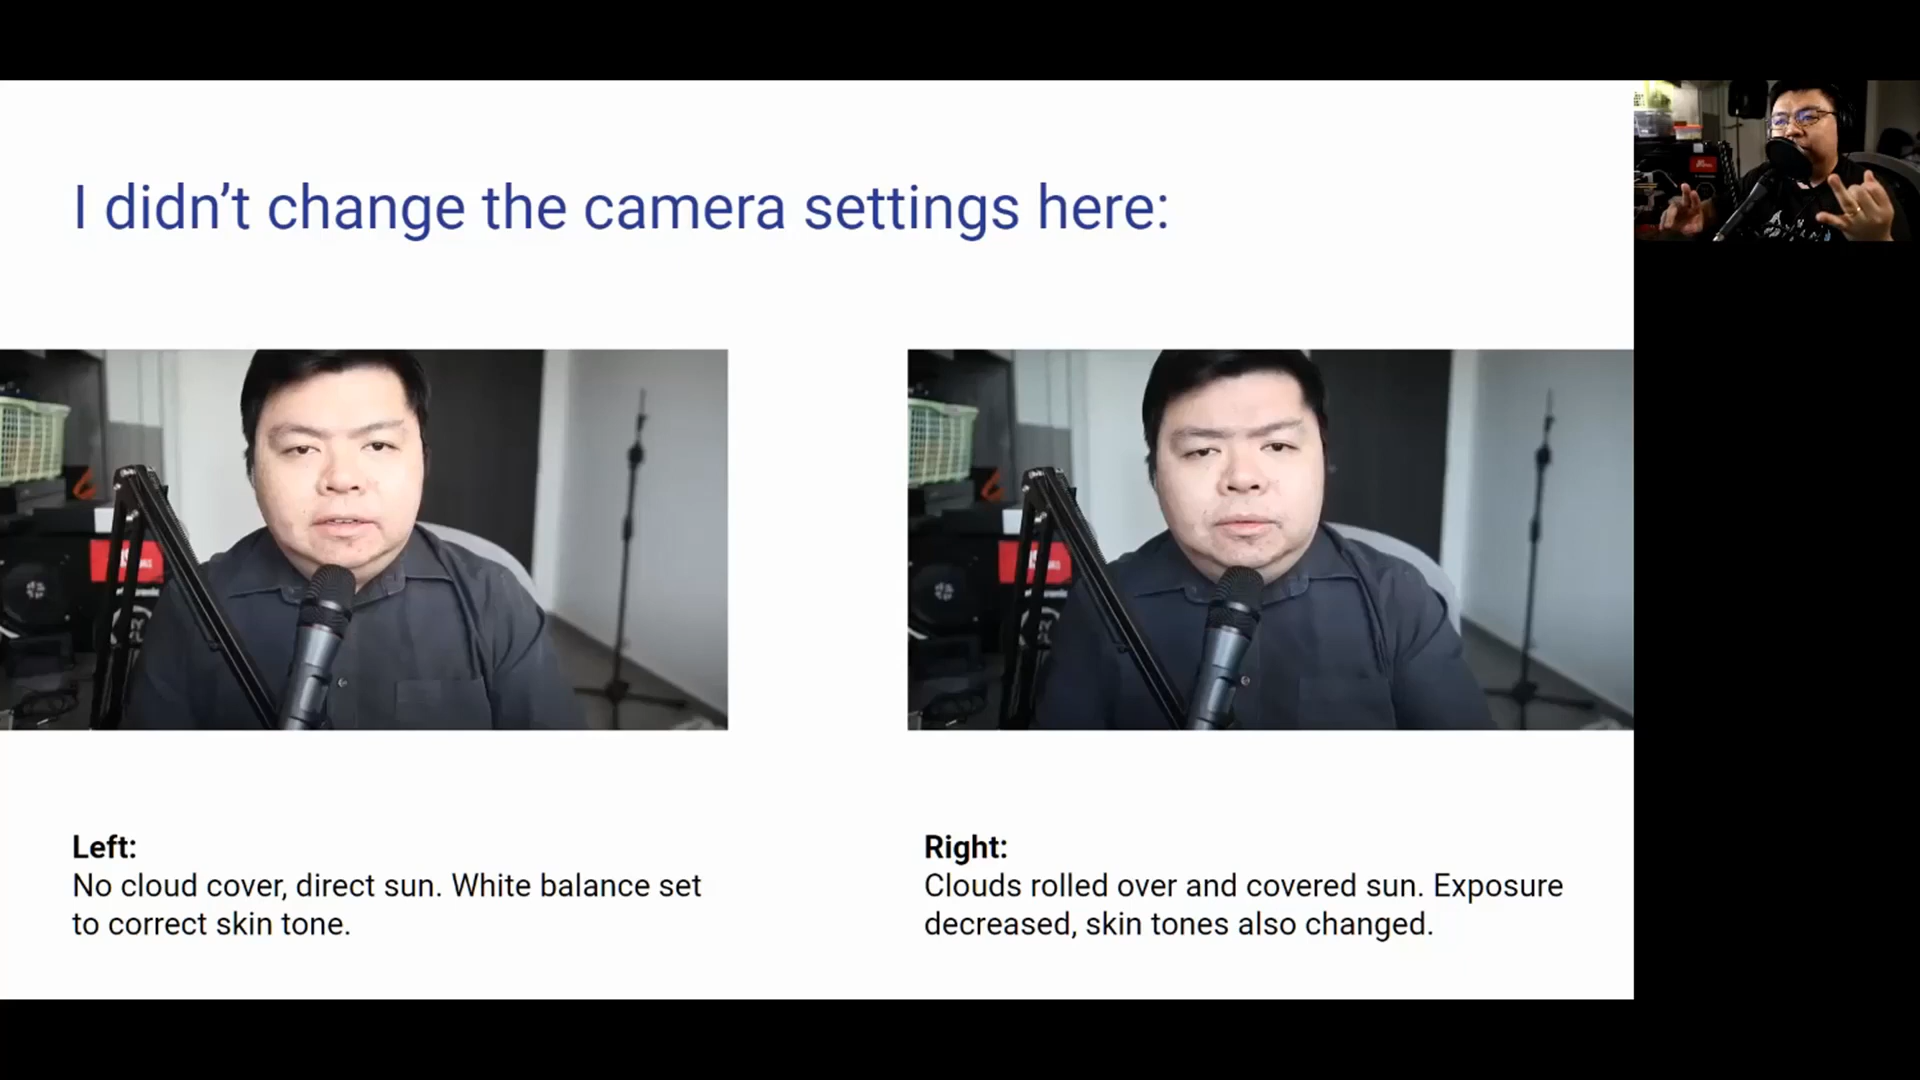 I didn’t change the camera settings here:
Left:
No cloud cover, direct sun. White balance set
to correct skin tone.
Right:
Clouds rolled over and covered sun. Exposure
decreased, skin tones also changed.